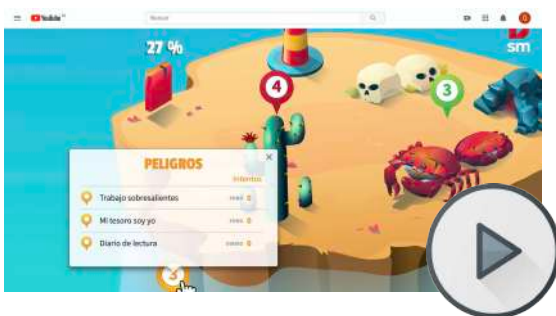 YouTube
Buscar
27 %
sm
4
3
PELIGROS
Intentos
Trabajo sobresalientes
0
Mi tesoro soy yo
0
Diario de lectura
0